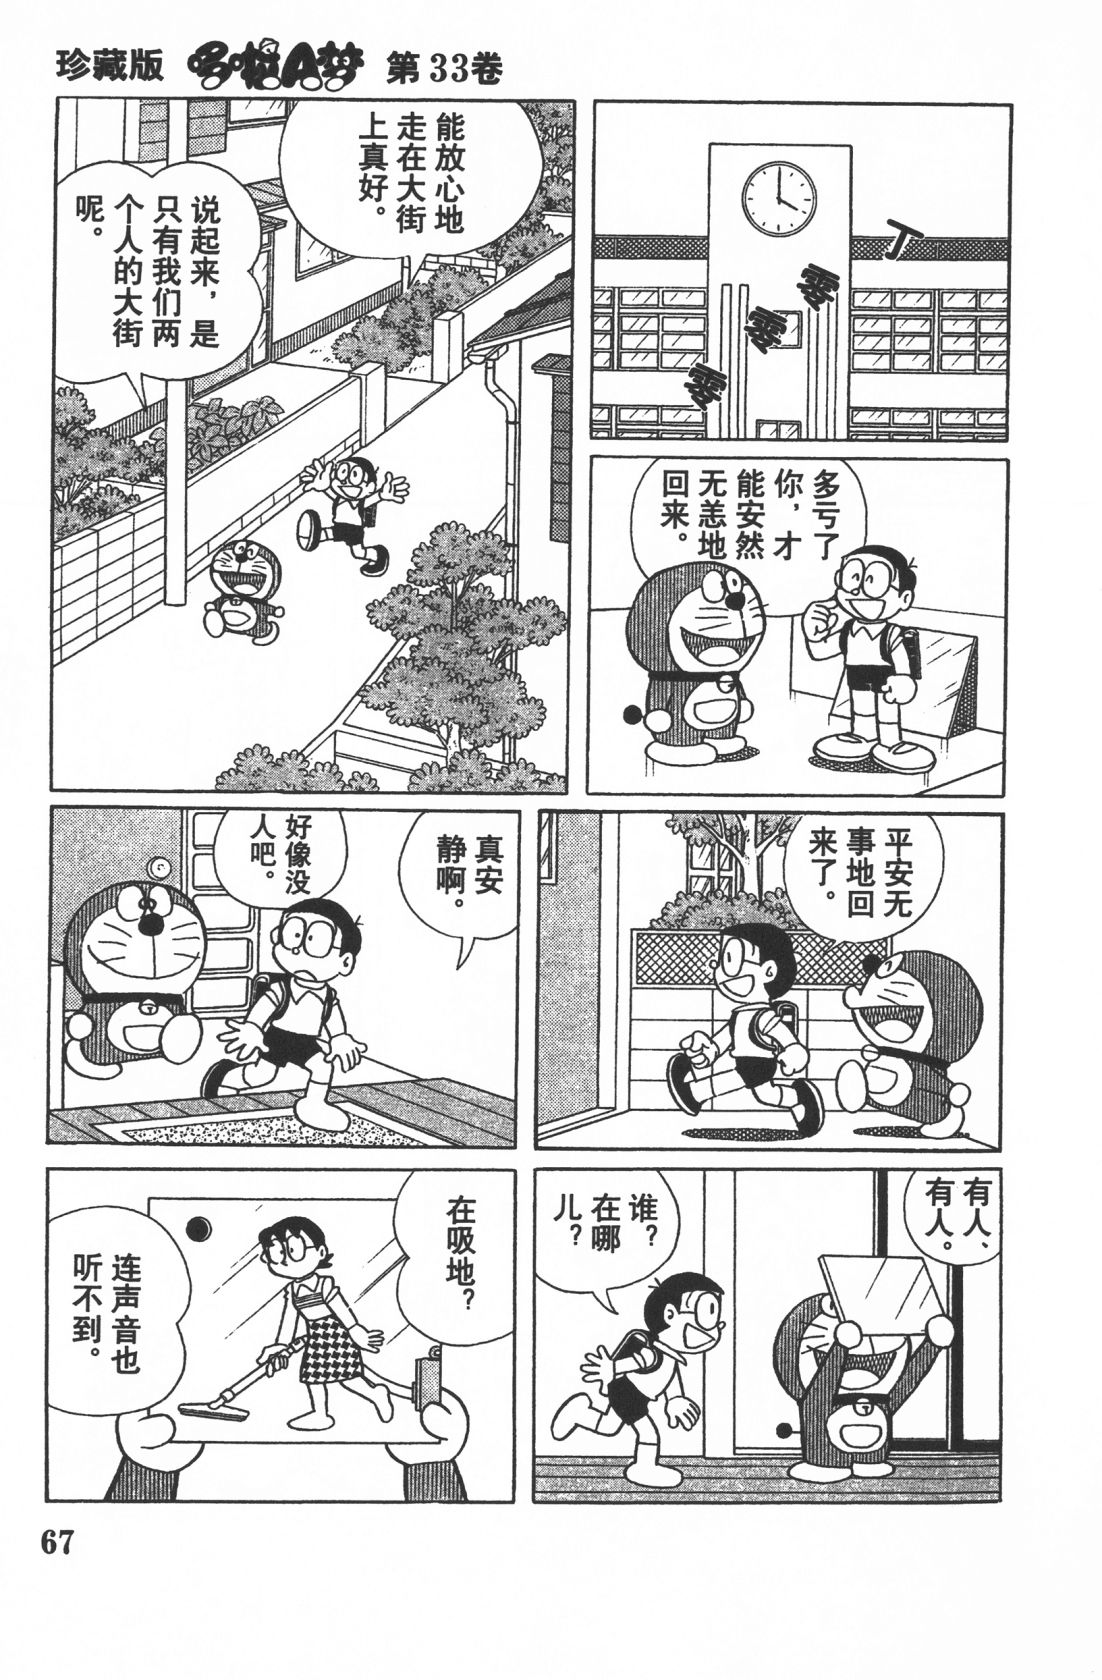 珍藏版 哆啦A梦 第33卷
丁
零
零
零
多亏了
你，才
能安然
无恙地
回来。
能放心地
走在大街
上真好。
说起来，是
只有我们两
个人的大街
呢。
平安无
事地回
来了。
真安
静啊。
好像没
人吧。
有人、
有人。
谁？
在哪
儿？
在吸地？
连声音也
听不到。
67